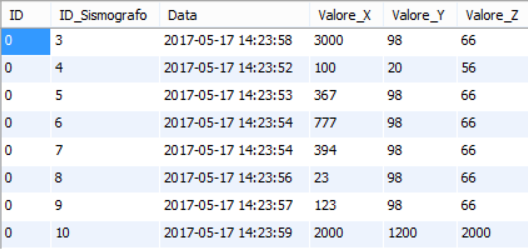 ID ID_Sismografo Data Valore_X Valore_Y Valore_Z
0 3 2017-05-17 14:23:58 3000 98 66
0 4 2017-05-17 14:23:52 100 20 56
0 5 2017-05-17 14:23:53 367 98 66
0 6 2017-05-17 14:23:54 777 98 66
0 7 2017-05-17 14:23:54 394 98 66
0 8 2017-05-17 14:23:56 23 98 66
0 9 2017-05-17 14:23:57 123 98 66
0 10 2017-05-17 14:23:59 2000 1200 2000